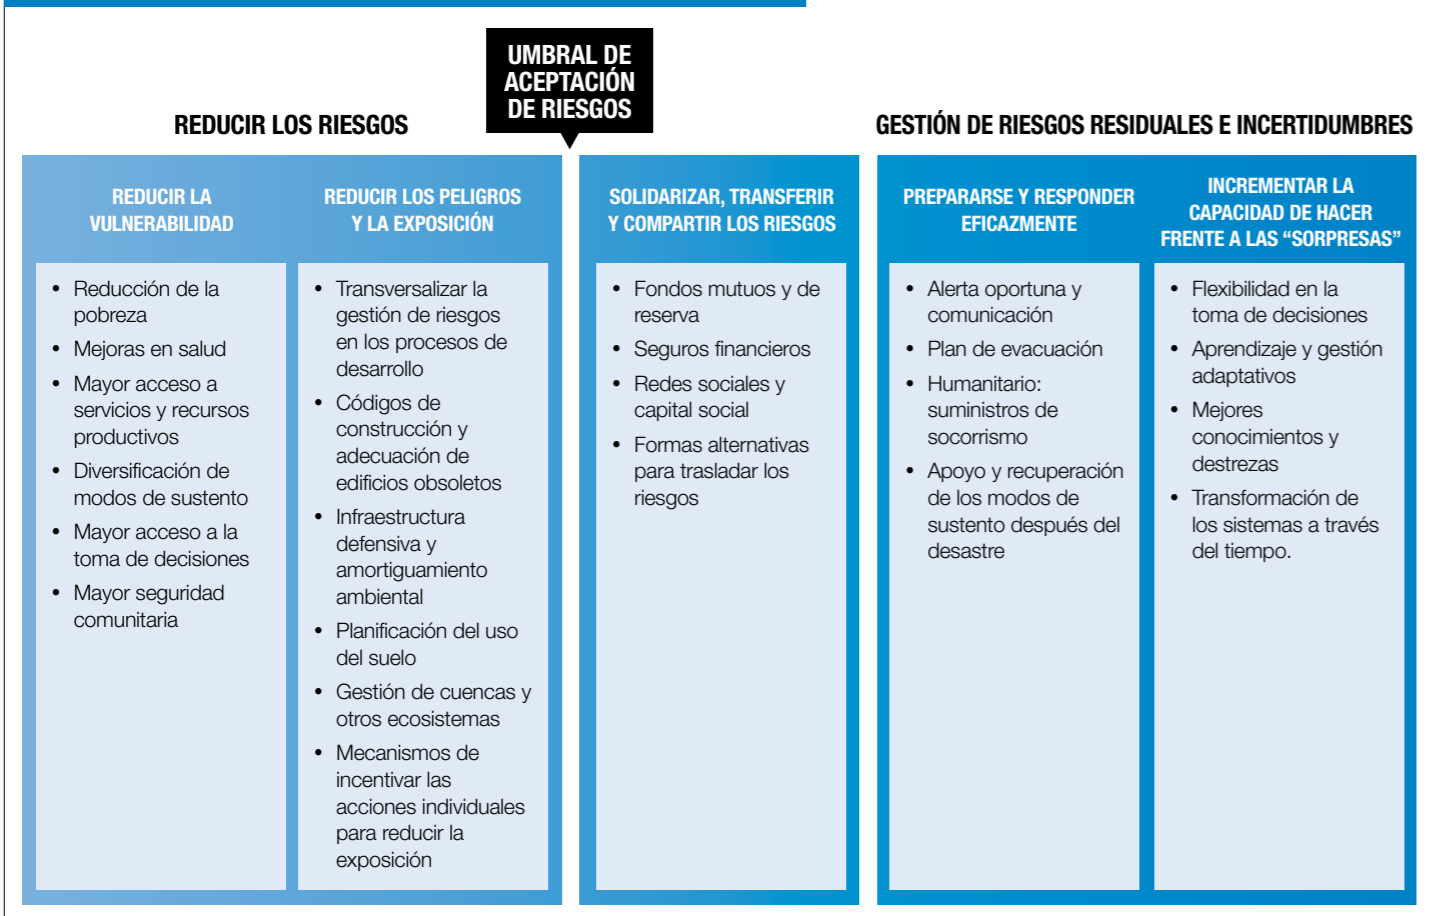 UMBRAL DE
ACEPTACIÓN
DE RIESGOS
REDUCIR LOS RIESGOS
GESTIÓN DE RIESGOS RESIDUALES E INCERTIDUMBRES
REDUCIR LA
VULNERABILIDAD
• Reducción de la
pobreza
• Mejoras en salud
• Mayor acceso a
servicios y recursos
productivos
• Diversificación de
modos de sustento
• Mayor acceso a la
toma de decisiones
• Mayor seguridad
comunitaria
REDUCIR LOS PELIGROS
Y LA EXPOSICIÓN
• Transversalizar la
gestión de riesgos
en los procesos de
desarrollo
• Códigos de
construcción y
adecuación de
edificios obsoletos
• Infraestructura
defensiva y
amortiguamiento
ambiental
• Planificación del uso
del suelo
• Gestión de cuencas y
otros ecosistemas
• Mecanismos de
incentivar las
acciones individuales
para reducir la
exposición
SOLIDARIZAR, TRANSFERIR
Y COMPARTIR LOS RIESGOS
• Fondos mutuos y de
reserva
• Seguros financieros
• Redes sociales y
capital social
• Formas alternativas
para trasladar los
riesgos
PREPARARSE Y RESPONDER
EFICAZMENTE
• Alerta oportuna y
comunicación
• Plan de evacuación
• Humanitario:
suministros de
socorrismo
• Apoyo y recuperación
de los modos de
sustento después del
desastre
INCREMENTAR LA
CAPACIDAD DE HACER
FRENTE A LAS “SORPRESAS”
• Flexibilidad en la
toma de decisiones
• Aprendizaje y gestión
adaptativos
• Mejores
conocimientos y
destrezas
• Transformación de
los sistemas a través
del tiempo.